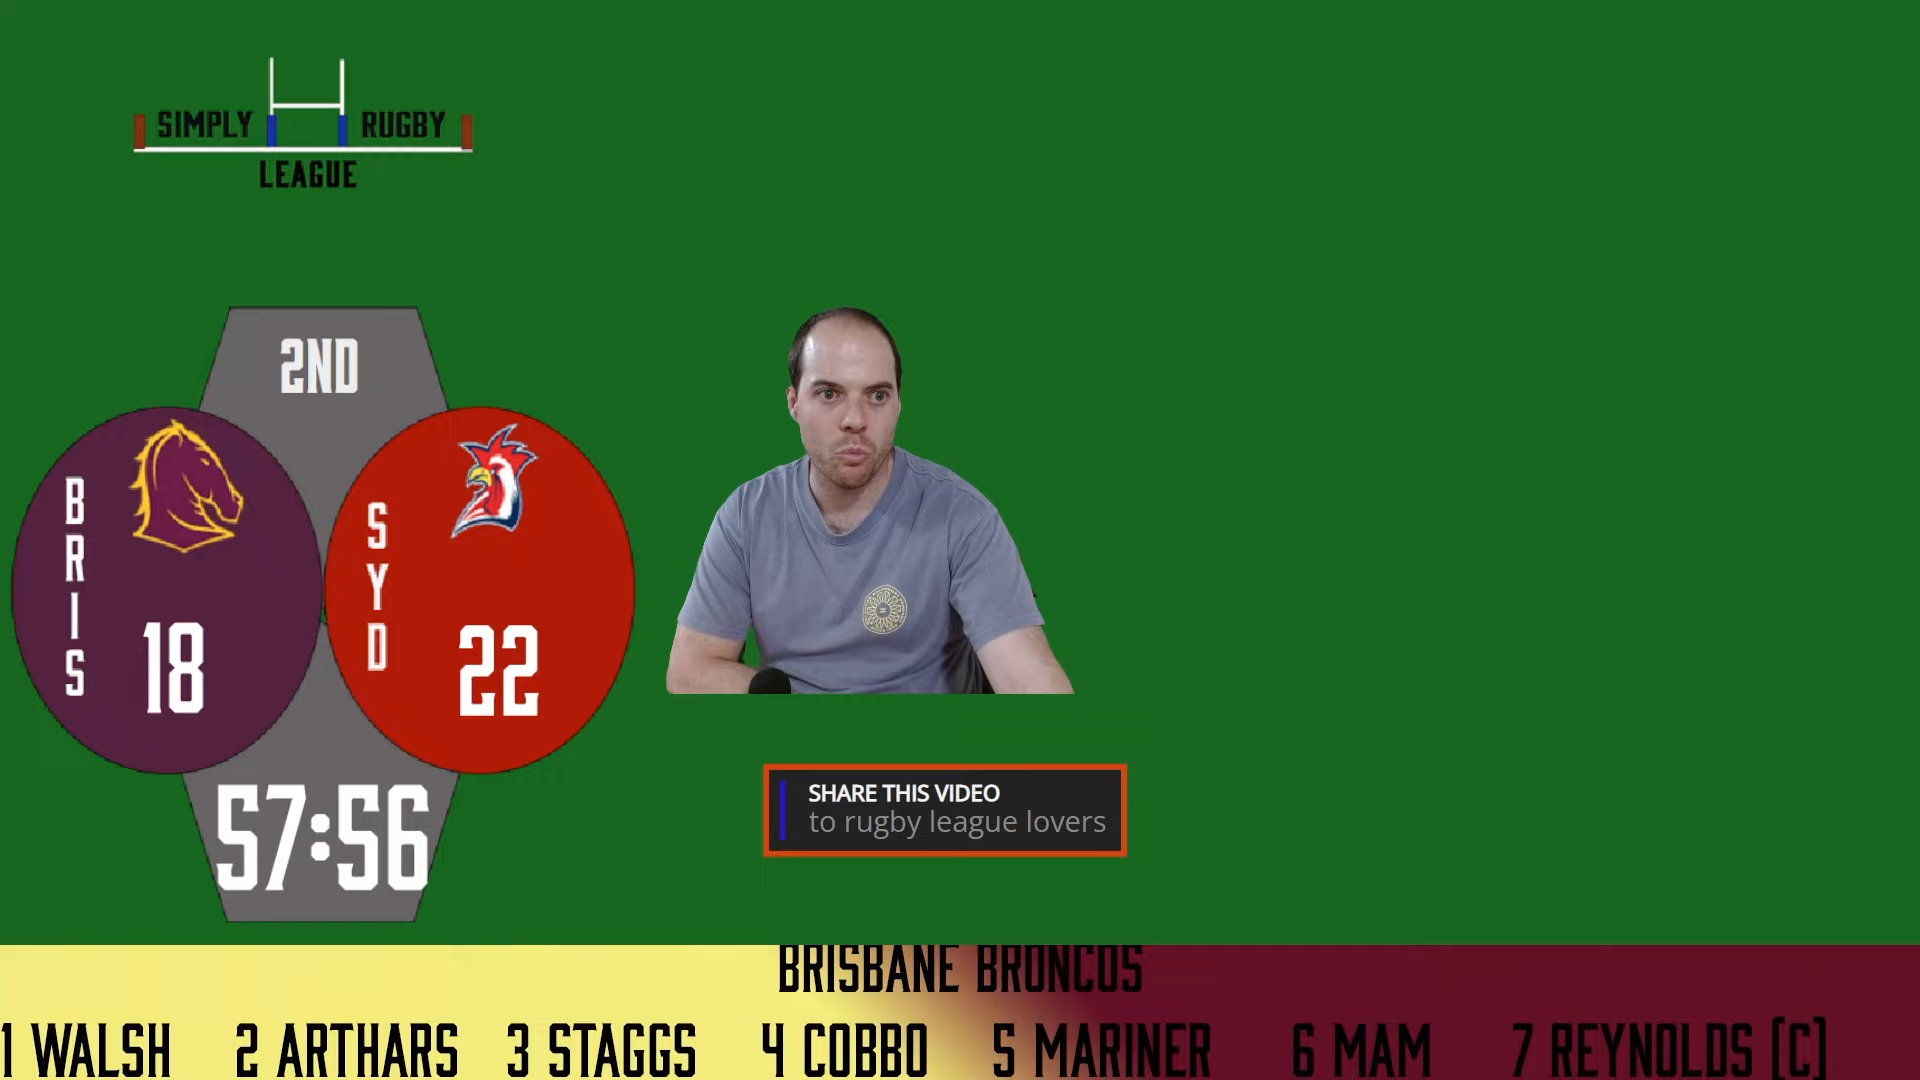 SIMPLY RUGBY
LEAGUE
2ND
BRIS
SYD
18
22
57:56
SHARE THIS VIDEO
to rugby league lovers
BRISBANE BRONCOS
1 WALSH 2 ARTHARS 3 STAGGS 4 COBBO 5 MARINER 6 MAM 7 REYNOLDS (C)